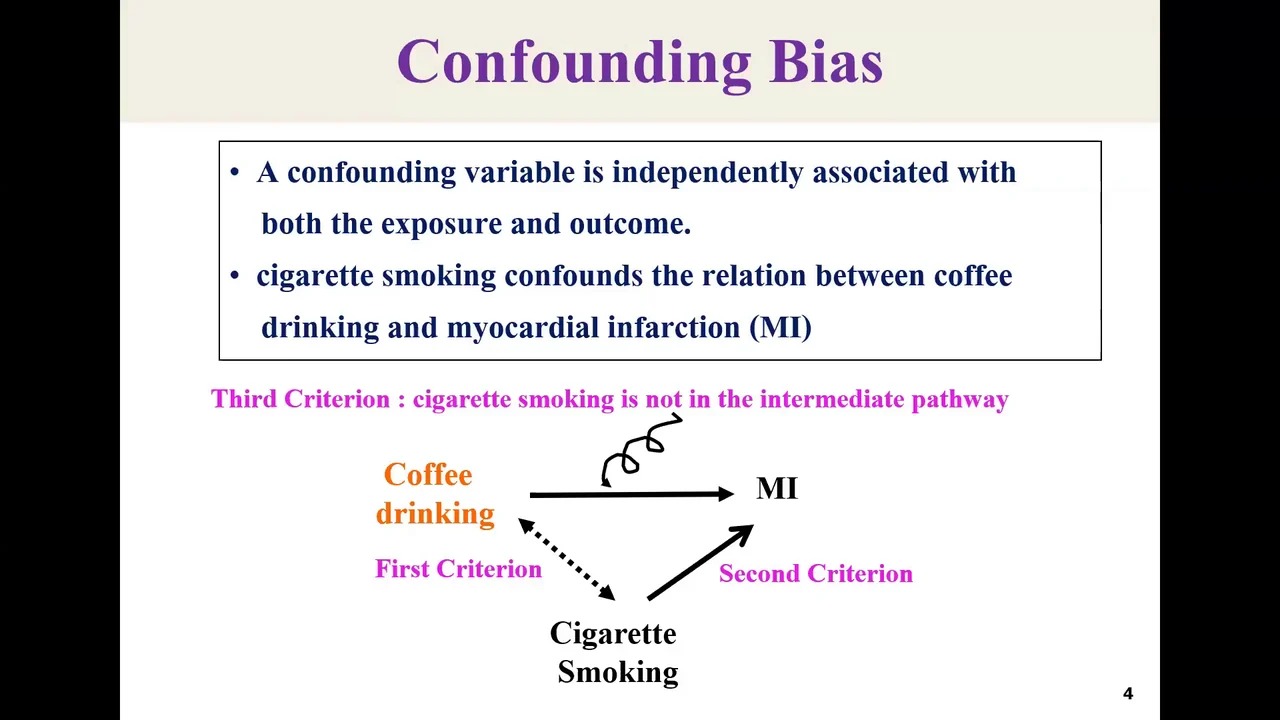 Confounding Bias
• A confounding variable is independently associated with
both the exposure and outcome.
• cigarette smoking confounds the relation between coffee
drinking and myocardial infarction (MI)
Third Criterion : cigarette smoking is not in the intermediate pathway
Coffee
drinking
MI
First Criterion
Second Criterion
Cigarette
Smoking
4